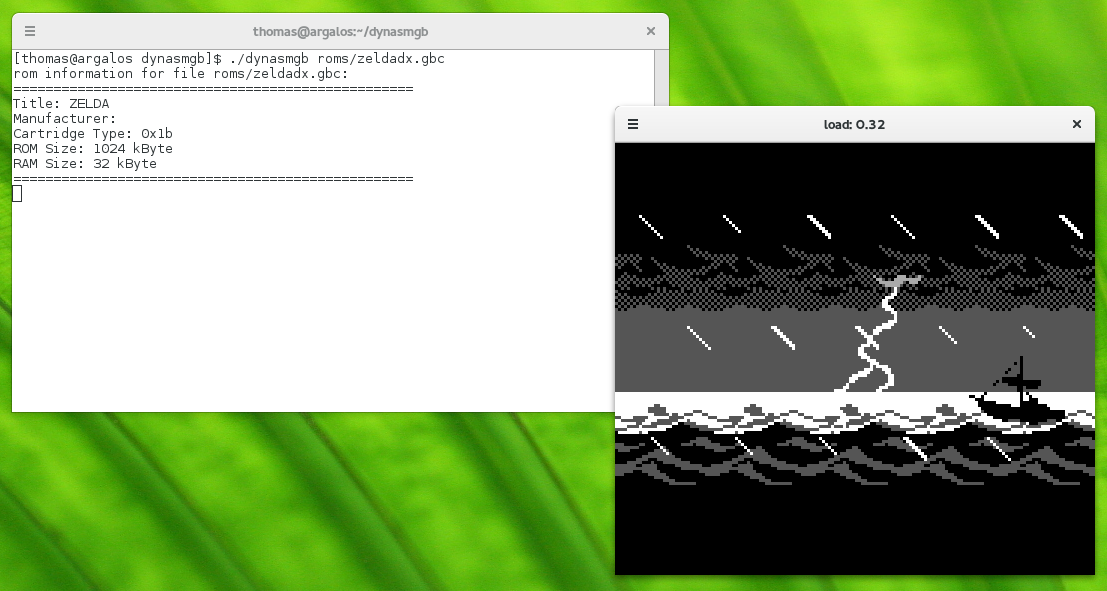 thomas@argalos:~/dynasmgb
[thomas@argalos dynasmgb]$ ./dynasmgb roms/zeldadx.gbc
rom information for file roms/zeldadx.gbc:
==================================================
Title: ZELDA
Manufacturer:
Cartridge Type: 0x1b
ROM Size: 1024 kByte
RAM Size: 32 kByte
==================================================
load: 0.32